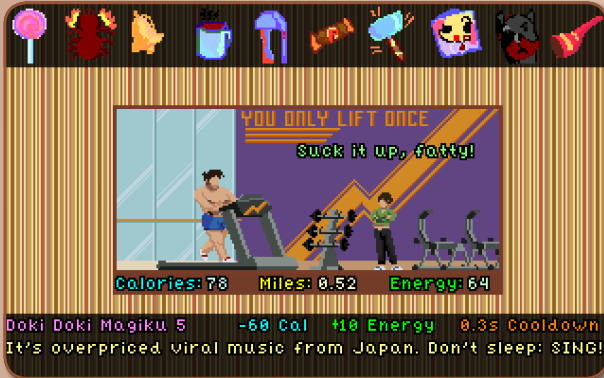 YOU ONLY LIFT ONCE
Suck it up, fatty!
Calories: 78 Miles: 0.52 Energy: 64
Doki Doki Magiku 5 -60 Cal +10 Energy 0.3s Cooldown
It's overpriced viral music from Japan. Don't sleep: SING!